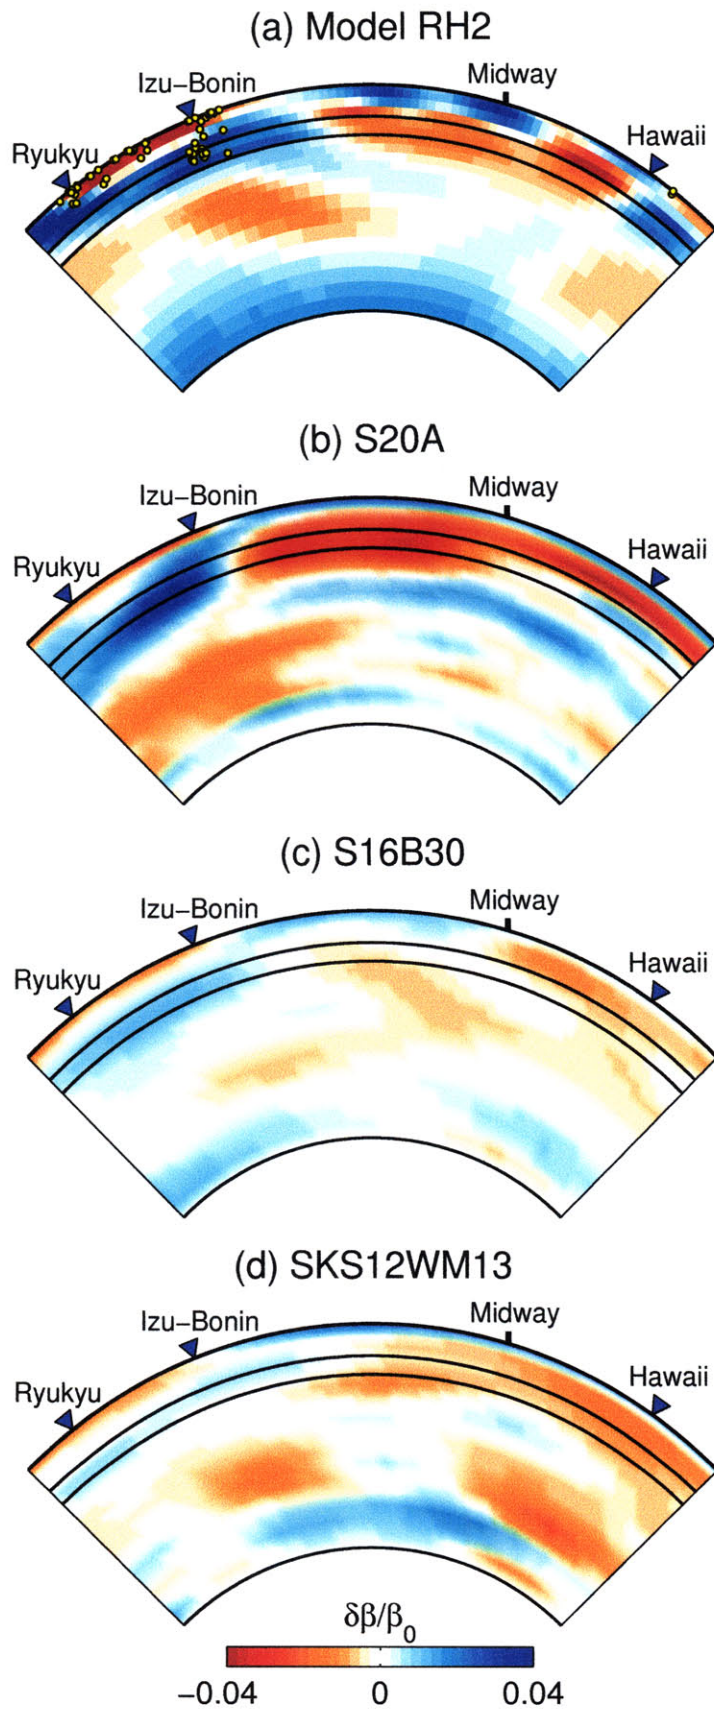 (a) Model RH2
Izu−Bonin
Midway
Ryukyu
Hawaii
(b) S20A
Izu−Bonin
Midway
Ryukyu
Hawaii
(c) S16B30
Izu−Bonin
Midway
Ryukyu
Hawaii
(d) SKS12WM13
Izu−Bonin
Midway
Ryukyu
Hawaii
δβ/β₀
−0.04 0 0.04